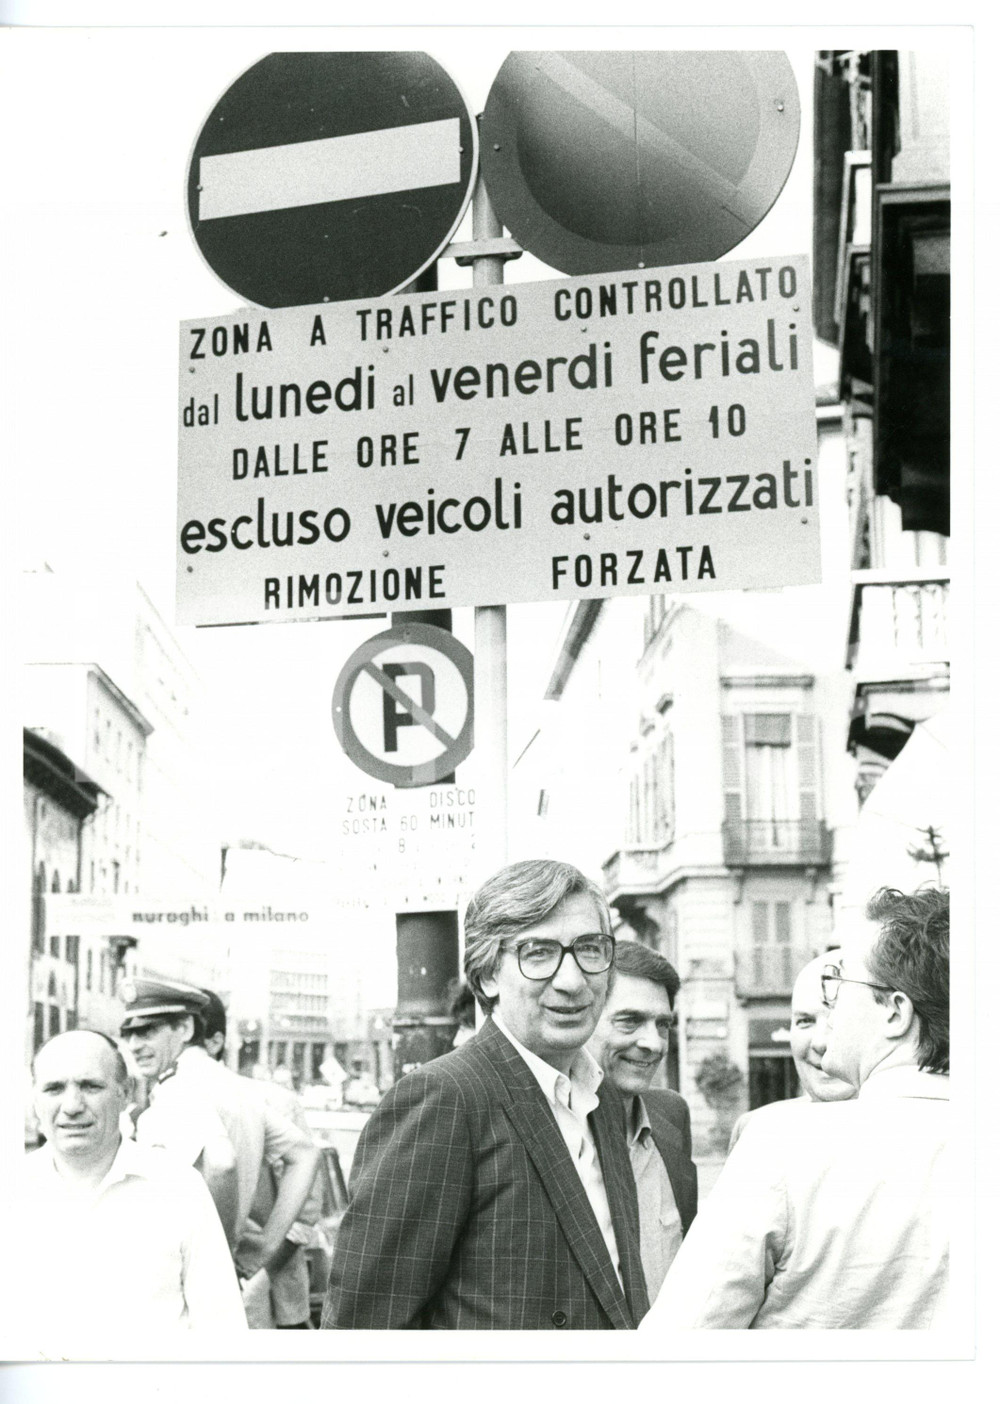 ZONA A TRAFFICO CONTROLLATO
dal lunedi al venerdi feriali
DALLE ORE 7 ALLE ORE 10
escluso veicoli autorizzati
RIMOZIONE FORZATA
P
ZONA DISCO
SOSTA 60 MINUT
8
nuraghi a milano